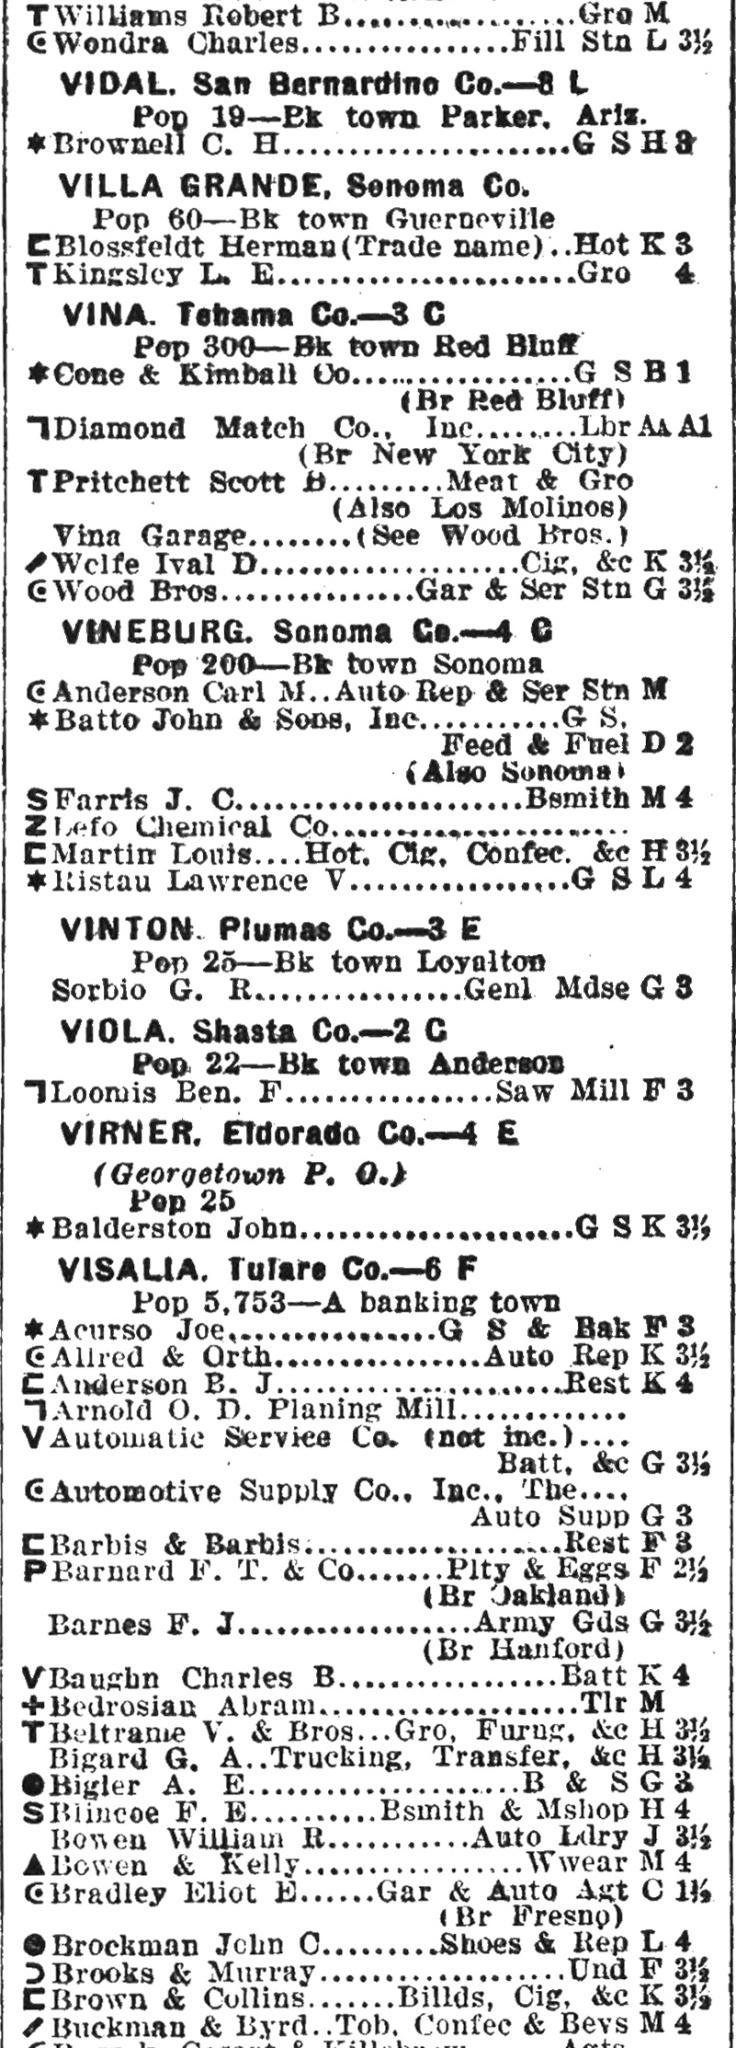 T Williams Robert B....................Gro M
C Wondra Charles................Fill Stn L 3½
VIDAL. San Bernardino Co.—8 L
Pop 19—Bk town Parker, Ariz.
* Brownell C. H......................G S H 3
VILLA GRANDE, Sonoma Co.
Pop 60—Bk town Guerneville
⊏ Blossfeldt Herman (Trade name)..Hot K 3
T Kingsley L. E.......................Gro 4
VINA. Tehama Co.—3 C
Pop 300—Bk town Red Bluff
* Cone & Kimball Co.................G S B 1
(Br Red Bluff)
ㄱ Diamond Match Co., Inc........Lbr AA A1
(Br New York City)
T Pritchett Scott B.........Meat & Gro
(Also Los Molinos)
Vina Garage........(See Wood Bros.)
Welfe Ival D....................Cig, &c K 3½
C Wood Bros..............Gar & Ser Stn G 3½
VINEBURG. Sonoma Co.—4 C
Pop 200—Bk town Sonoma
C Anderson Carl M..Auto Rep & Ser Stn M
* Batto John & Sons, Inc...........G S,
Feed & Fuel D 2
(Also Sonoma)
S Farris J. C......................Bsmith M 4
Z Lefo Chemical Co.......................
⊏ Martin Louis....Hot, Cig, Confec, &c H 3½
* Ristau Lawrence V.................G S L 4
VINTON. Plumas Co.—3 E
Pop 25—Bk town Loyalton
Sorbio G. R................Genl Mdse G 3
VIOLA. Shasta Co.—2 C
Pop 22—Bk town Anderson
ㄱ Loomis Ben. F................Saw Mill F 3
VIRNER. Eldorado Co.—4 E
(Georgetown P. O.)
Pop 25
* Balderston John.....................G S K 3½
VISALIA. Tulare Co.—6 F
Pop 5,753—A banking town
* Acurso Joe................G S & Bak F 3
C Allred & Orth................Auto Rep K 3½
⊏ Anderson B. J......................Rest K 4
ㄱ Arnold O. D. Planing Mill.............
V Automatic Service Co. (not inc.)....
Batt, &c G 3½
C Automotive Supply Co., Inc., The....
Auto Supp G 3
⊏ Barbis & Barbis....................Rest F 3
P Barnard F. T. & Co.......Plty & Eggs F 2½
(Br Oakland)
Barnes F. J..................Army Gds G 3½
(Br Hanford)
V Baughn Charles B.................Batt K 4
+ Bedrosian Abram....................Tlr M
T Beltrame V. & Bros...Gro, Furng, &c H 3½
Bigard G. A..Trucking, Transfer, &c H 3½
● Bigler A. E.....................B & S G 3
S Blincoe F. E..........Bsmith & Mshop H 4
Bowen William R...........Auto Ldry J 3½
▲ Bowen & Kelly.................Wwear M 4
C Bradley Eliot E......Gar & Auto Agt C 1½
(Br Fresno)
● Brockman John C.........Shoes & Rep L 4
⊃ Brooks & Murray...................Und F 3½
⊏ Brown & Collins.......Billds, Cig, &c K 3½
Buckman & Byrd..Tob, Confec & Bevs M 4